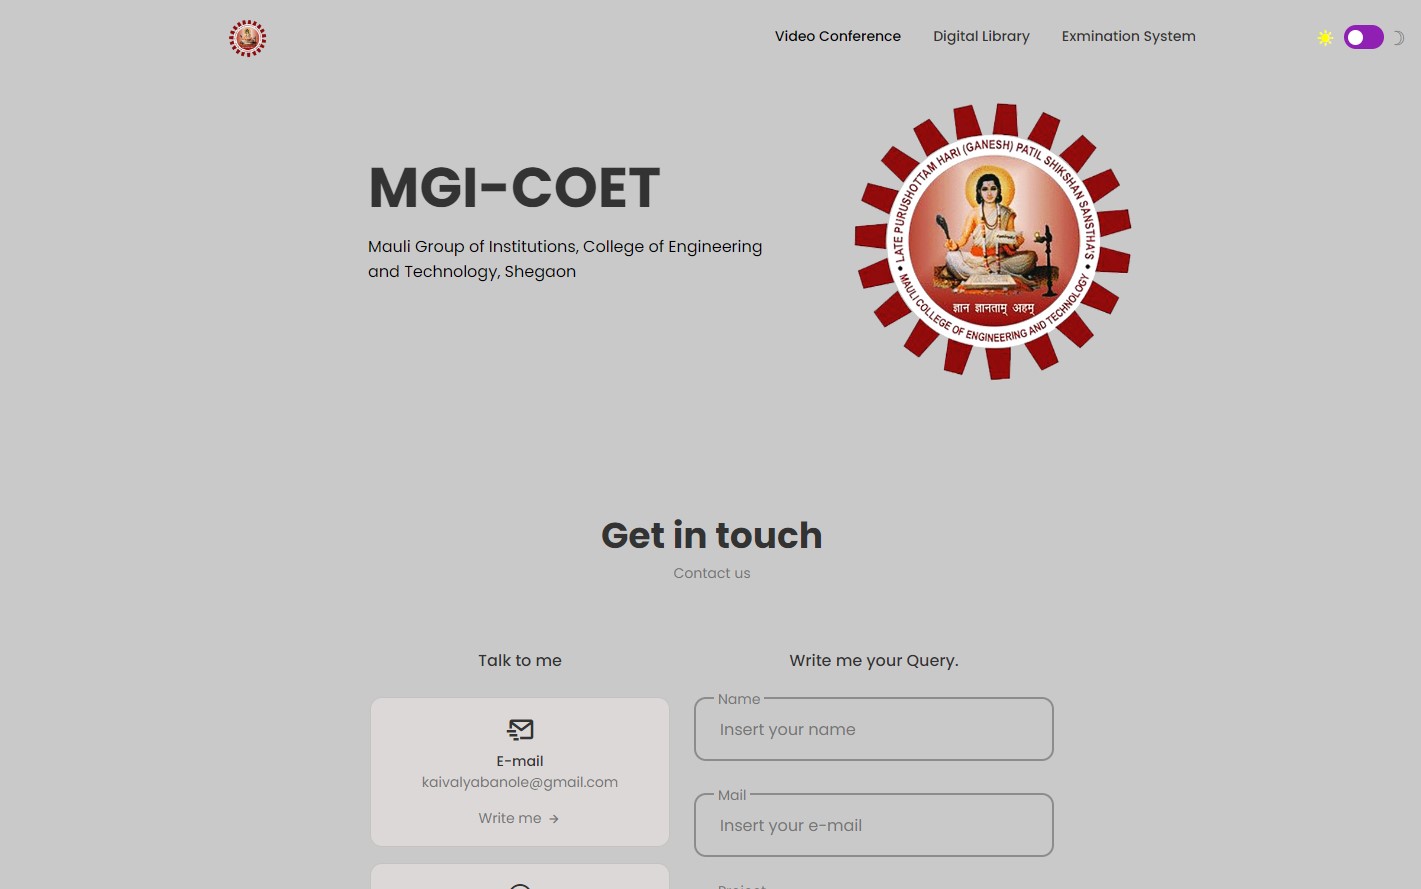 Video Conference
Digital Library
Exmination System
MGI-COET
Mauli Group of Institutions, College of Engineering
and Technology, Shegaon
LATE PURUSHOTTAM HARI (GANESH) PATIL SHIKSHAN SANSTHA'S
ज्ञान ज्ञानताम् अहम्
• MAULI COLLEGE OF ENGINEERING AND TECHNOLOGY •
Get in touch
Contact us
Talk to me
Write me your Query.
E-mail
kaivalyabanole@gmail.com
Write me →
Name
Insert your name
Mail
Insert your e-mail